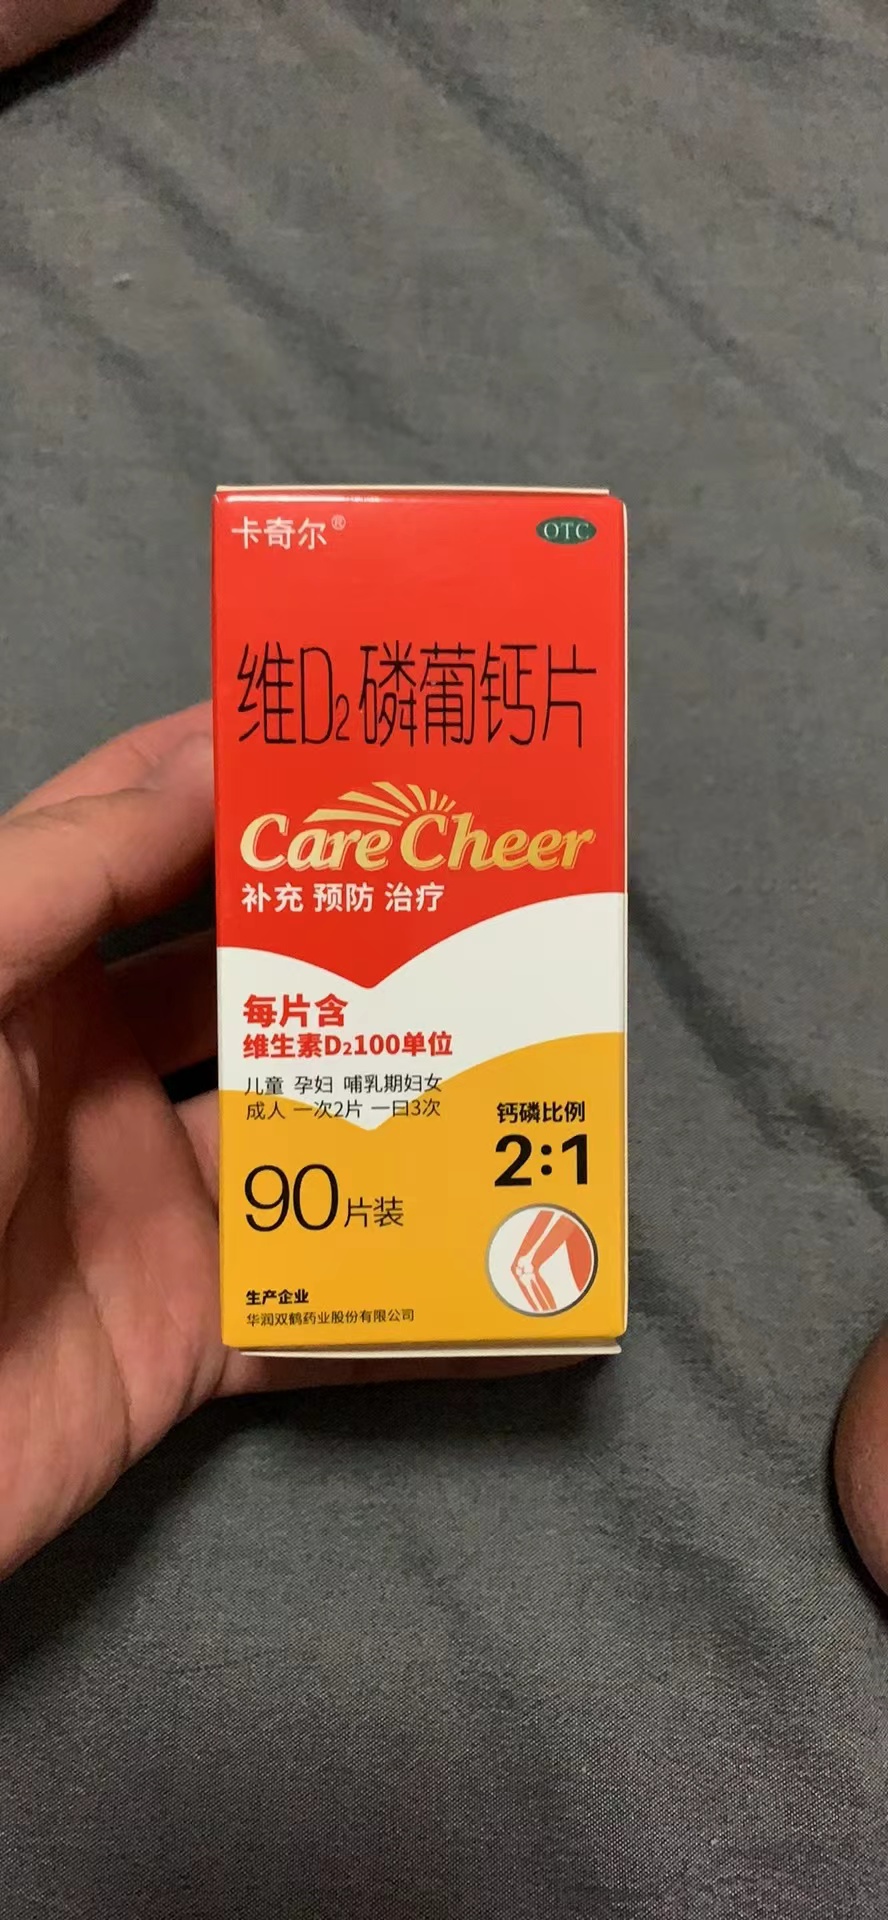 卡奇尔®
OTC
维D₂磷葡钙片
Care Cheer
补充 预防 治疗
每片含
维生素D₂100单位
儿童 孕妇 哺乳期妇女
成人 一次2片 一日3次
钙磷比例
2:1
90片装
生产企业
华润双鹤药业股份有限公司